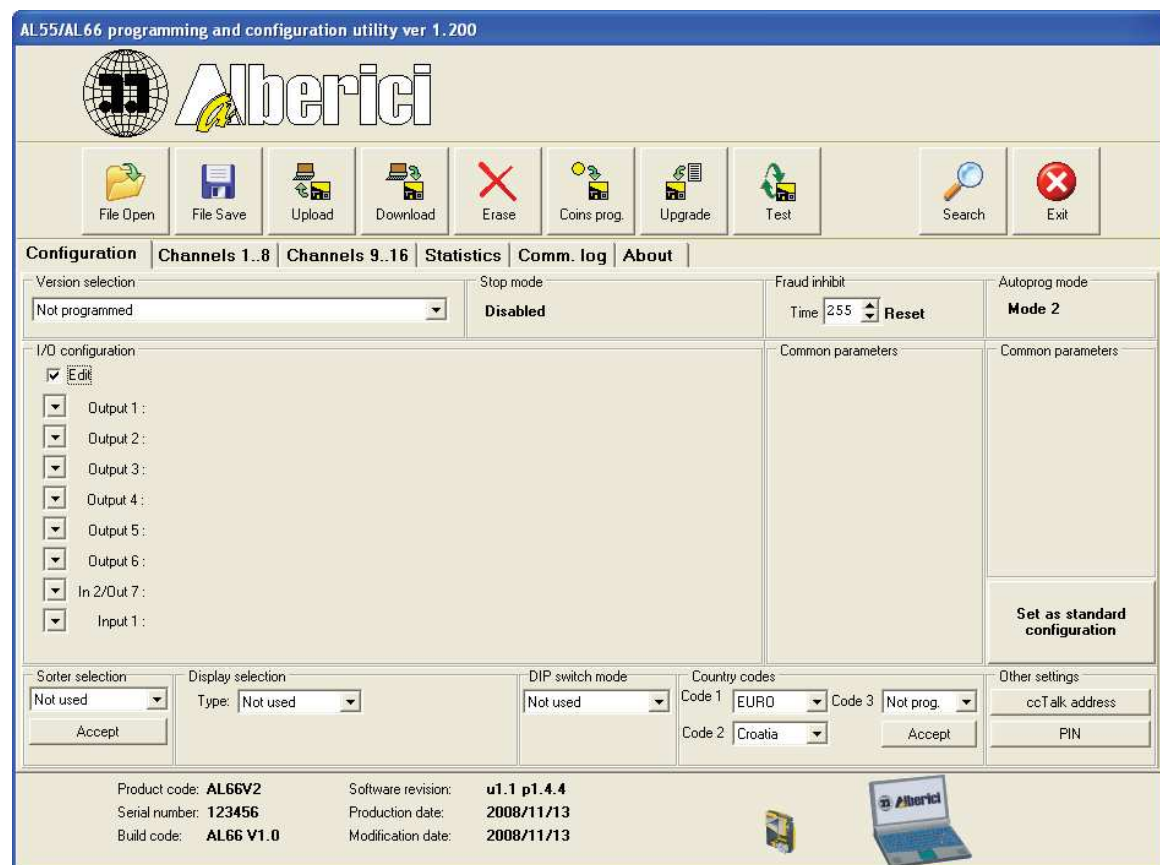 AL55/AL66 programming and configuration utility ver 1.200
Alberici
File Open File Save Upload Download Erase Coins prog. Upgrade Test Search Exit
Configuration Channels 1..8 Channels 9..16 Statistics Comm. log About
Version selection Stop mode Fraud inhibit Autoprog mode
Not programmed Disabled Time 255 Reset Mode 2
I/O configuration Common parameters Common parameters
Edit
Output 1 :
Output 2 :
Output 3 :
Output 4 :
Output 5 :
Output 6 :
In 2/Out 7 :
Input 1 :
Set as standard
configuration
Sorter selection Display selection DIP switch mode Country codes Other settings
Not used Type: Not used Not used Code 1 EURO Code 3 Not prog. ccTalk address
Accept Code 2 Croatia Accept PIN
Product code: AL66V2 Software revision: u1.1 p1.4.4
Serial number: 123456 Production date: 2008/11/13
Build code: AL66 V1.0 Modification date: 2008/11/13
Alberici